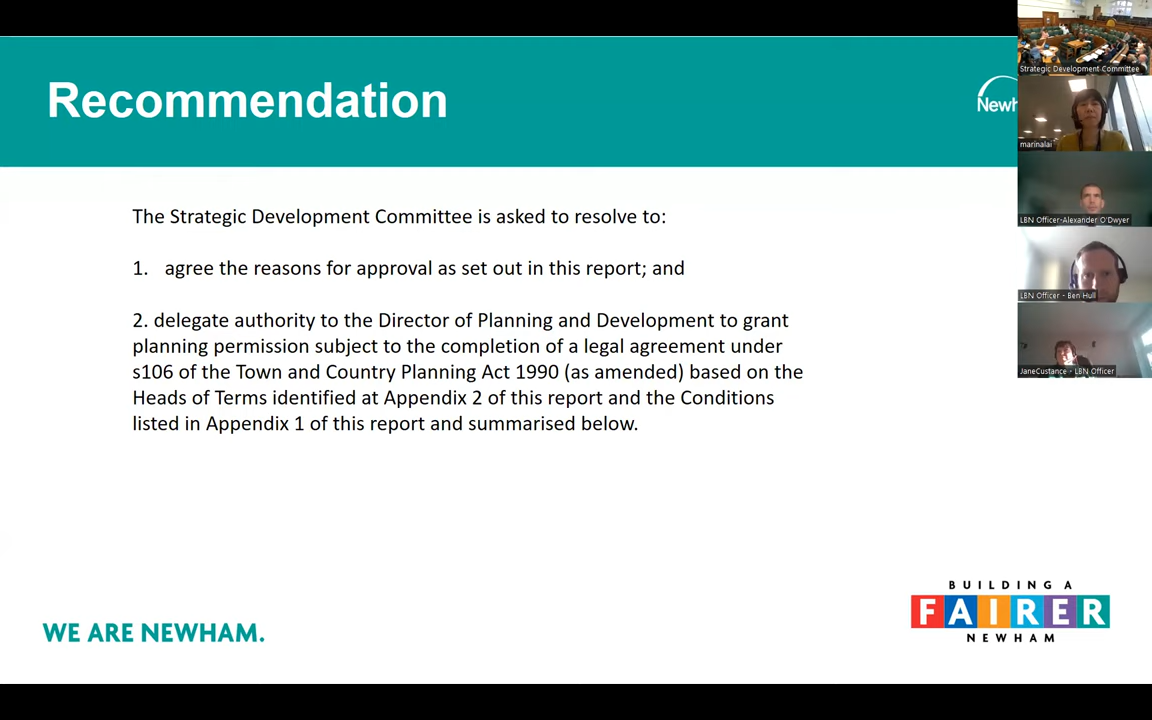 Recommendation
Newh
The Strategic Development Committee is asked to resolve to:
1. agree the reasons for approval as set out in this report; and
2. delegate authority to the Director of Planning and Development to grant
planning permission subject to the completion of a legal agreement under
s106 of the Town and Country Planning Act 1990 (as amended) based on the
Heads of Terms identified at Appendix 2 of this report and the Conditions
listed in Appendix 1 of this report and summarised below.
WE ARE NEWHAM.
BUILDING A
FAIRER
NEWHAM
Strategic Development Committee
marinalai
LBN Officer-Alexander O'Dwyer
LBN Officer - Ben Hull
JaneCustance - LBN Officer